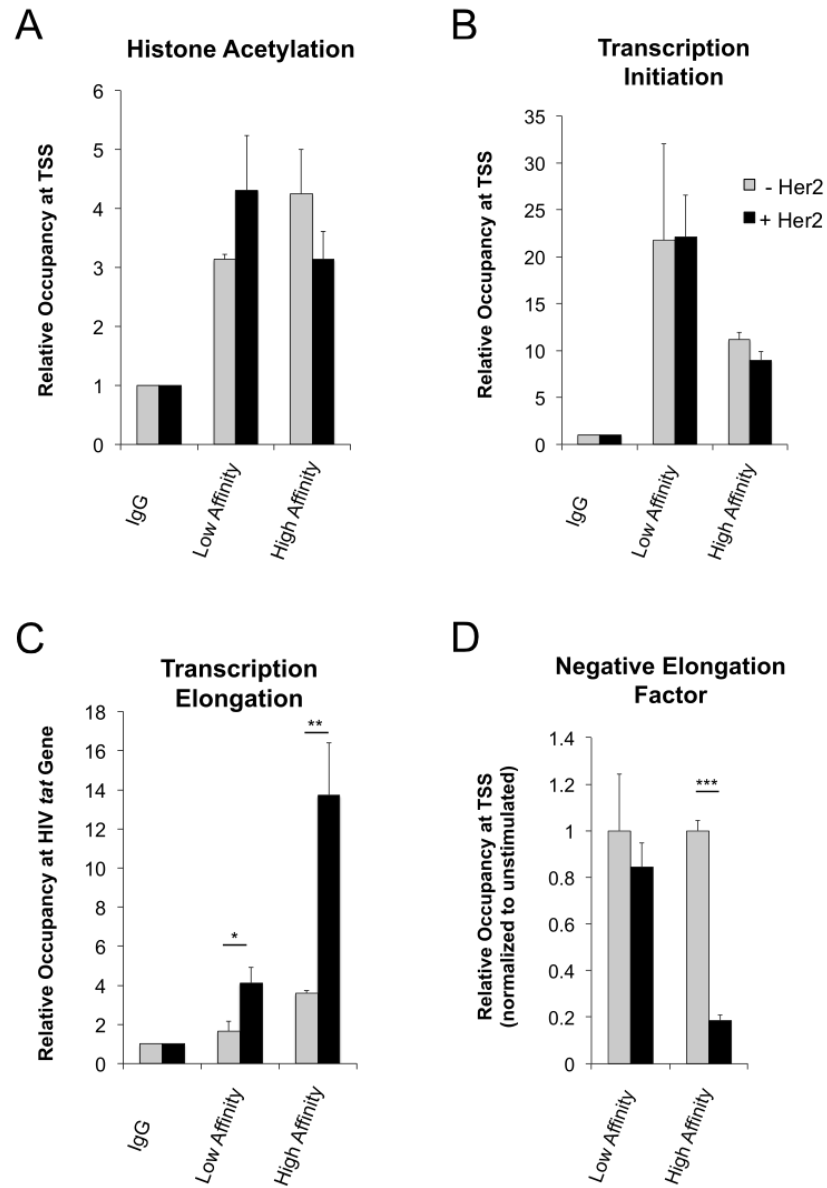 A
Histone Acetylation
Relative Occupancy at TSS
6
5
4
3
2
1
0
IgG
Low Affinity
High Affinity
B
Transcription
Initiation
Relative Occupancy at TSS
35
30
25
20
15
10
5
0
- Her2
+ Her2
IgG
Low Affinity
High Affinity
C
Transcription
Elongation
Relative Occupancy at HIV tat Gene
18
16
14
12
10
8
6
4
2
0
*
**
IgG
Low Affinity
High Affinity
D
Negative Elongation
Factor
Relative Occupancy at TSS
(normalized to unstimulated)
1.4
1.2
1
0.8
0.6
0.4
0.2
0
***
Low Affinity
High Affinity